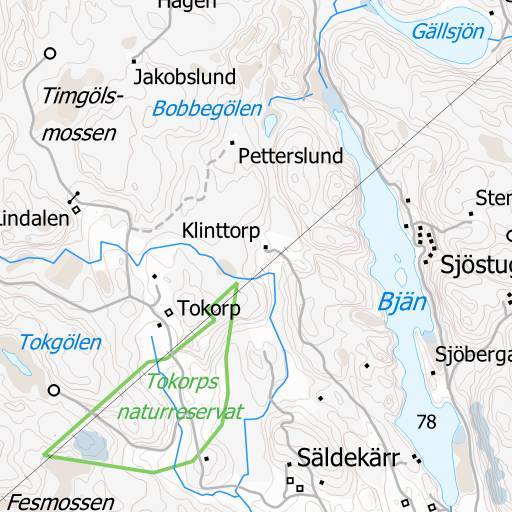 Hagen
Gällsjön
Jakobslund
Timgöls-
mossen
Bobbegölen
Petterslund
Sten
Lindalen
Klinttorp
Sjöstug
Bjän
Tokorp
Tokgölen
Sjöberga
Tokorps
naturreservat
78
Säldekärr
Fesmossen